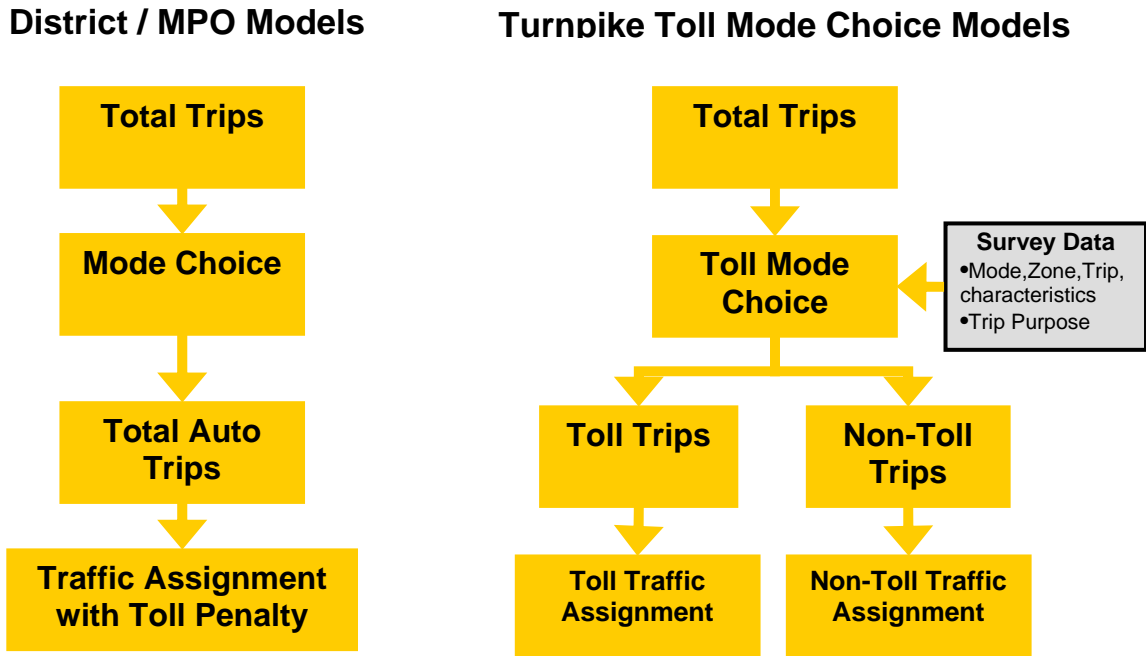 District / MPO Models
Total Trips
Mode Choice
Total Auto
Trips
Traffic Assignment
with Toll Penalty
Turnpike Toll Mode Choice Models
Total Trips
Toll Mode
Choice
Survey Data
•Mode,Zone,Trip,
characteristics
•Trip Purpose
Toll Trips
Non-Toll
Trips
Toll Traffic
Assignment
Non-Toll Traffic
Assignment